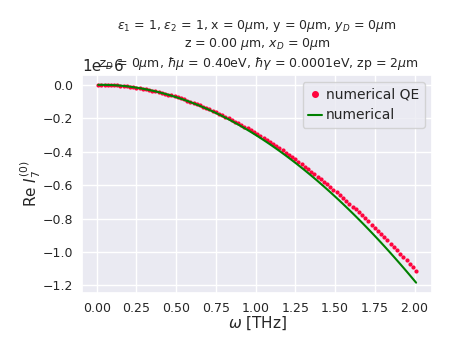 ε₁ = 1, ε₂ = 1, x = 0μm, y = 0μm, y_D = 0μm
z = 0.00 μm, x_D = 0μm
z_D = 0μm, ℏμ = 0.40eV, ℏγ = 0.0001eV, zp = 2μm
1e−6
numerical QE
numerical
0.0
−0.2
−0.4
−0.6
−0.8
−1.0
−1.2
Re I₇⁽⁰⁾
0.00 0.25 0.50 0.75 1.00 1.25 1.50 1.75 2.00
ω [THz]